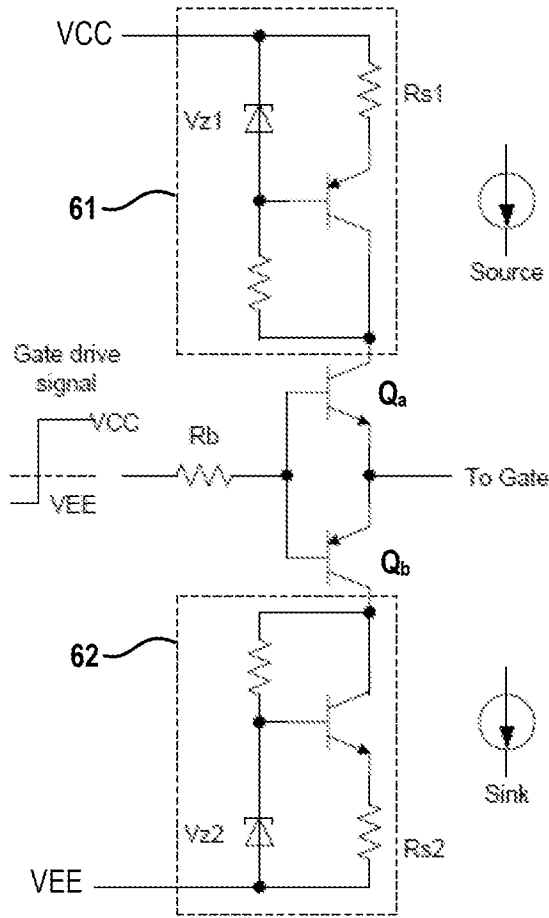 VCC
Rs1
Vz1
61
Source
Gate drive
signal
VCC
VEE
Rb
Qa
To Gate
Qb
62
Vz2
Rs2
Sink
VEE